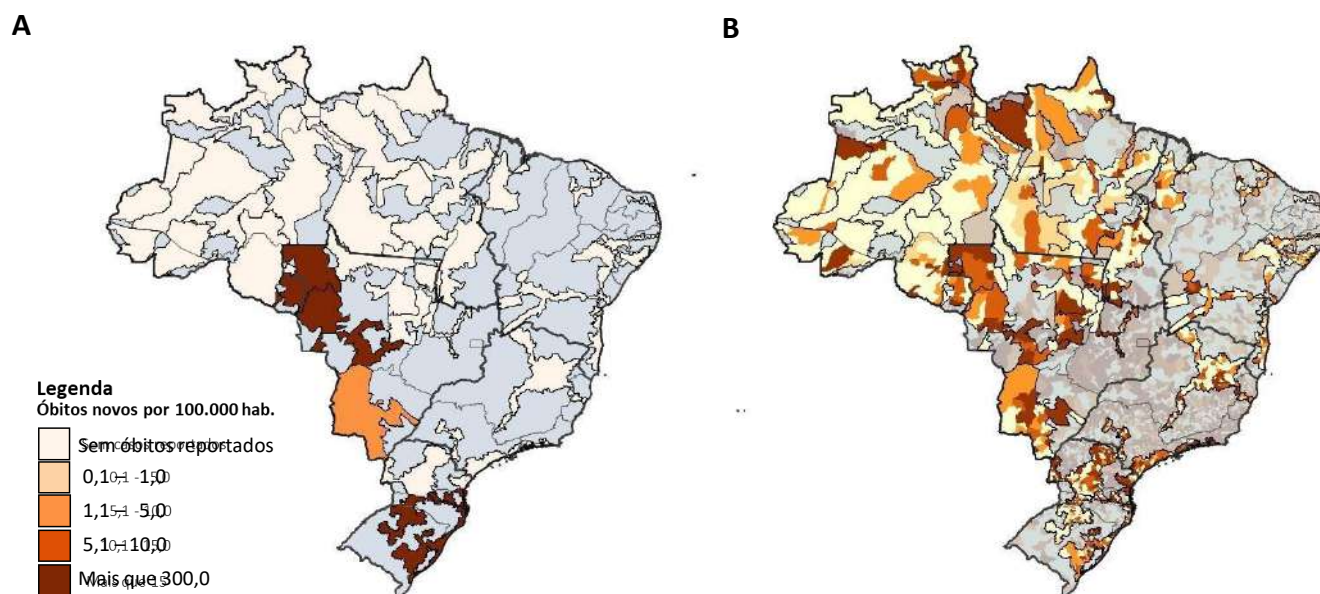 A
B
Legenda
Óbitos novos por 100.000 hab.
Sem óbitos reportados
0,1 – 1,0
1,1 – 5,0
5,1 – 10,0
Mais que 300,0